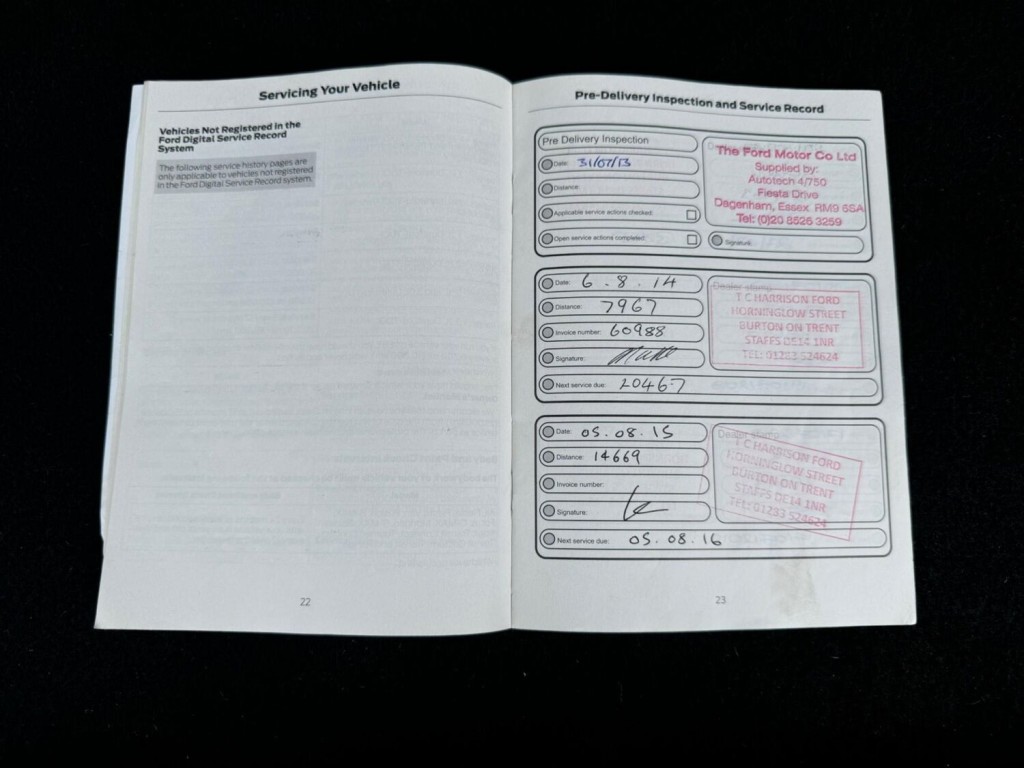 Servicing Your Vehicle
Vehicles Not Registered in the
Ford Digital Service Record
System
The following service history pages are
only applicable to vehicles not registered
in the Ford Digital Service Record system.
22
Pre-Delivery Inspection and Service Record
Pre Delivery Inspection
Date: 31/07/13
Distance:
Applicable service actions checked:
Open service actions completed:
The Ford Motor Co Ltd
Supplied by:
Autotech 4/750
Fiesta Drive
Dagenham, Essex RM9 6SA
Tel: (0)20 8526 3259
Signature:
Date: 6.8.14
Distance: 7967
Invoice number: 60988
Signature:
Next service due: 20467
Dealer stamp
T C HARRISON FORD
HORNINGLOW STREET
BURTON ON TRENT
STAFFS DE14 1NR
TEL: 01283 524624
Date: 05.08.15
Distance: 14669
Invoice number:
Signature:
Next service due: 05.08.16
Dealer stamp
T C HARRISON FORD
HORNINGLOW STREET
BURTON ON TRENT
STAFFS DE14 1NR
TEL: 01283 524624
23